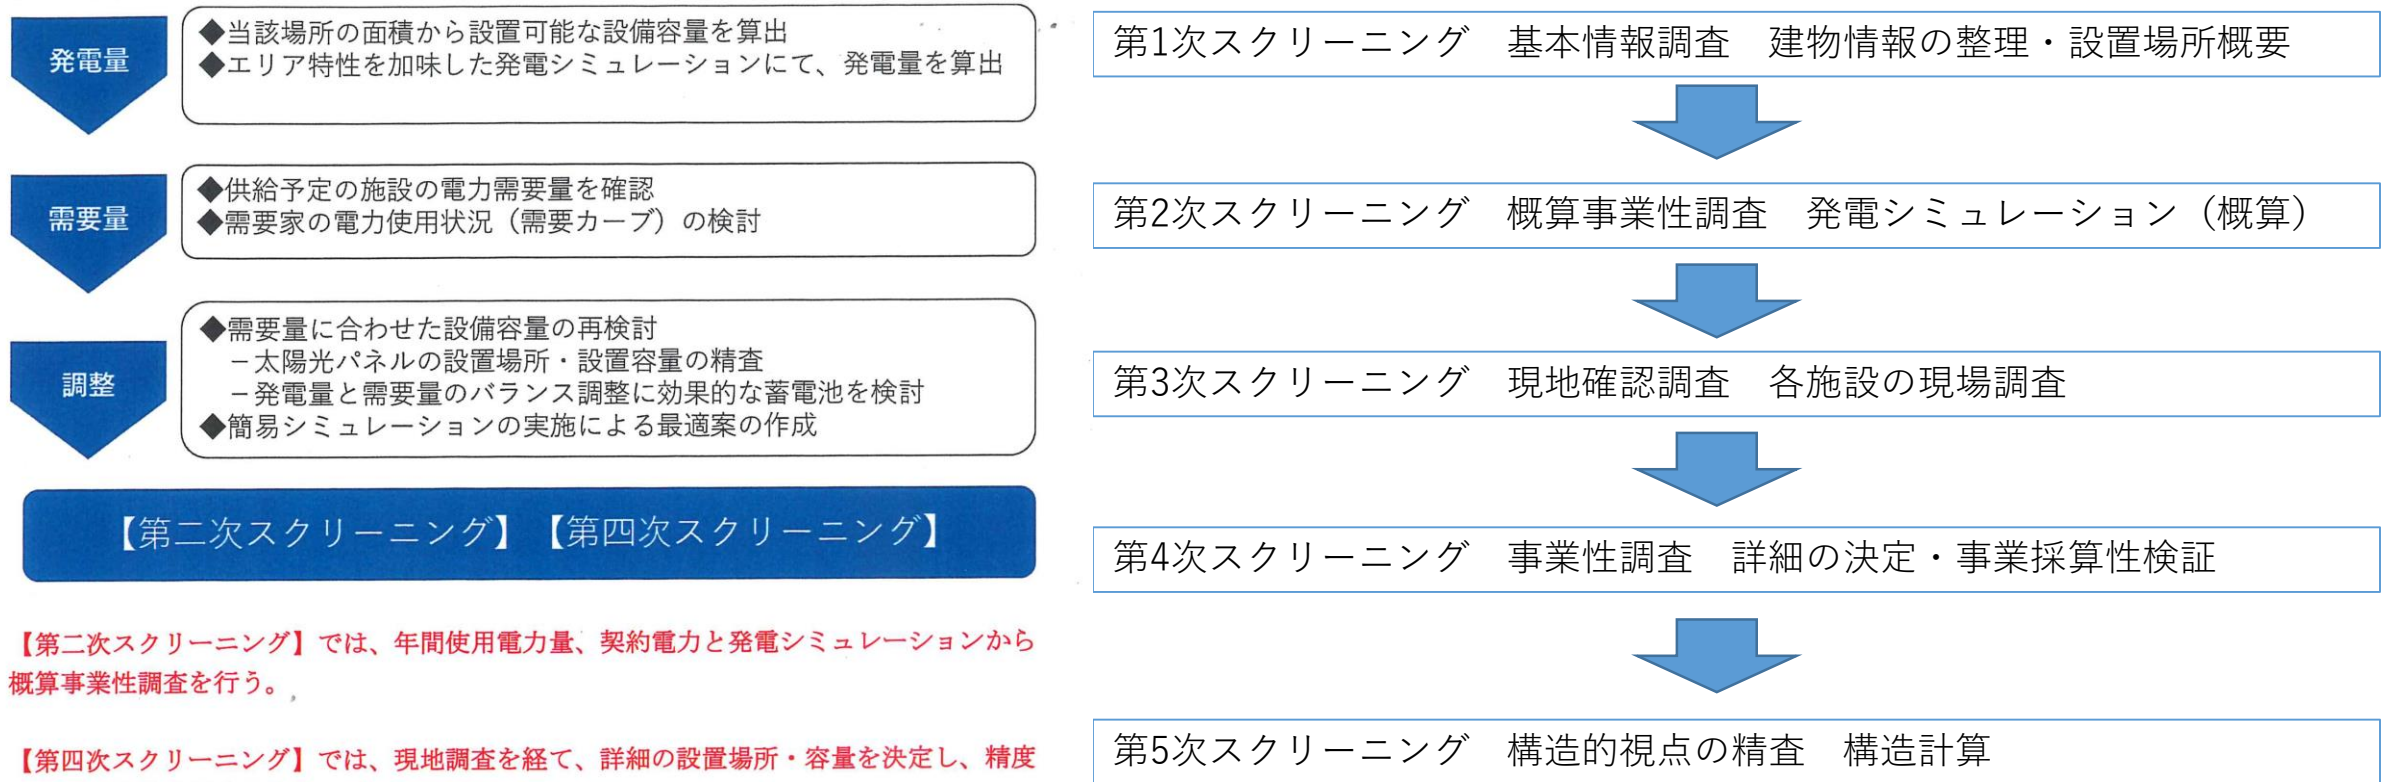 発電量
◆当該場所の面積から設置可能な設備容量を算出
◆エリア特性を加味した発電シミュレーションにて、発電量を算出
需要量
◆供給予定の施設の電力需要量を確認
◆需要家の電力使用状況（需要カーブ）の検討
調整
◆需要量に合わせた設備容量の再検討
－太陽光パネルの設置場所・設置容量の精査
－発電量と需要量のバランス調整に効果的な蓄電池を検討
◆簡易シミュレーションの実施による最適案の作成
【第二次スクリーニング】【第四次スクリーニング】
【第二次スクリーニング】では、年間使用電力量、契約電力と発電シミュレーションから
概算事業性調査を行う。
【第四次スクリーニング】では、現地調査を経て、詳細の設置場所・容量を決定し、精度
第1次スクリーニング　基本情報調査　建物情報の整理・設置場所概要
第2次スクリーニング　概算事業性調査　発電シミュレーション（概算）
第3次スクリーニング　現地確認調査　各施設の現場調査
第4次スクリーニング　事業性調査　詳細の決定・事業採算性検証
第5次スクリーニング　構造的視点の精査　構造計算